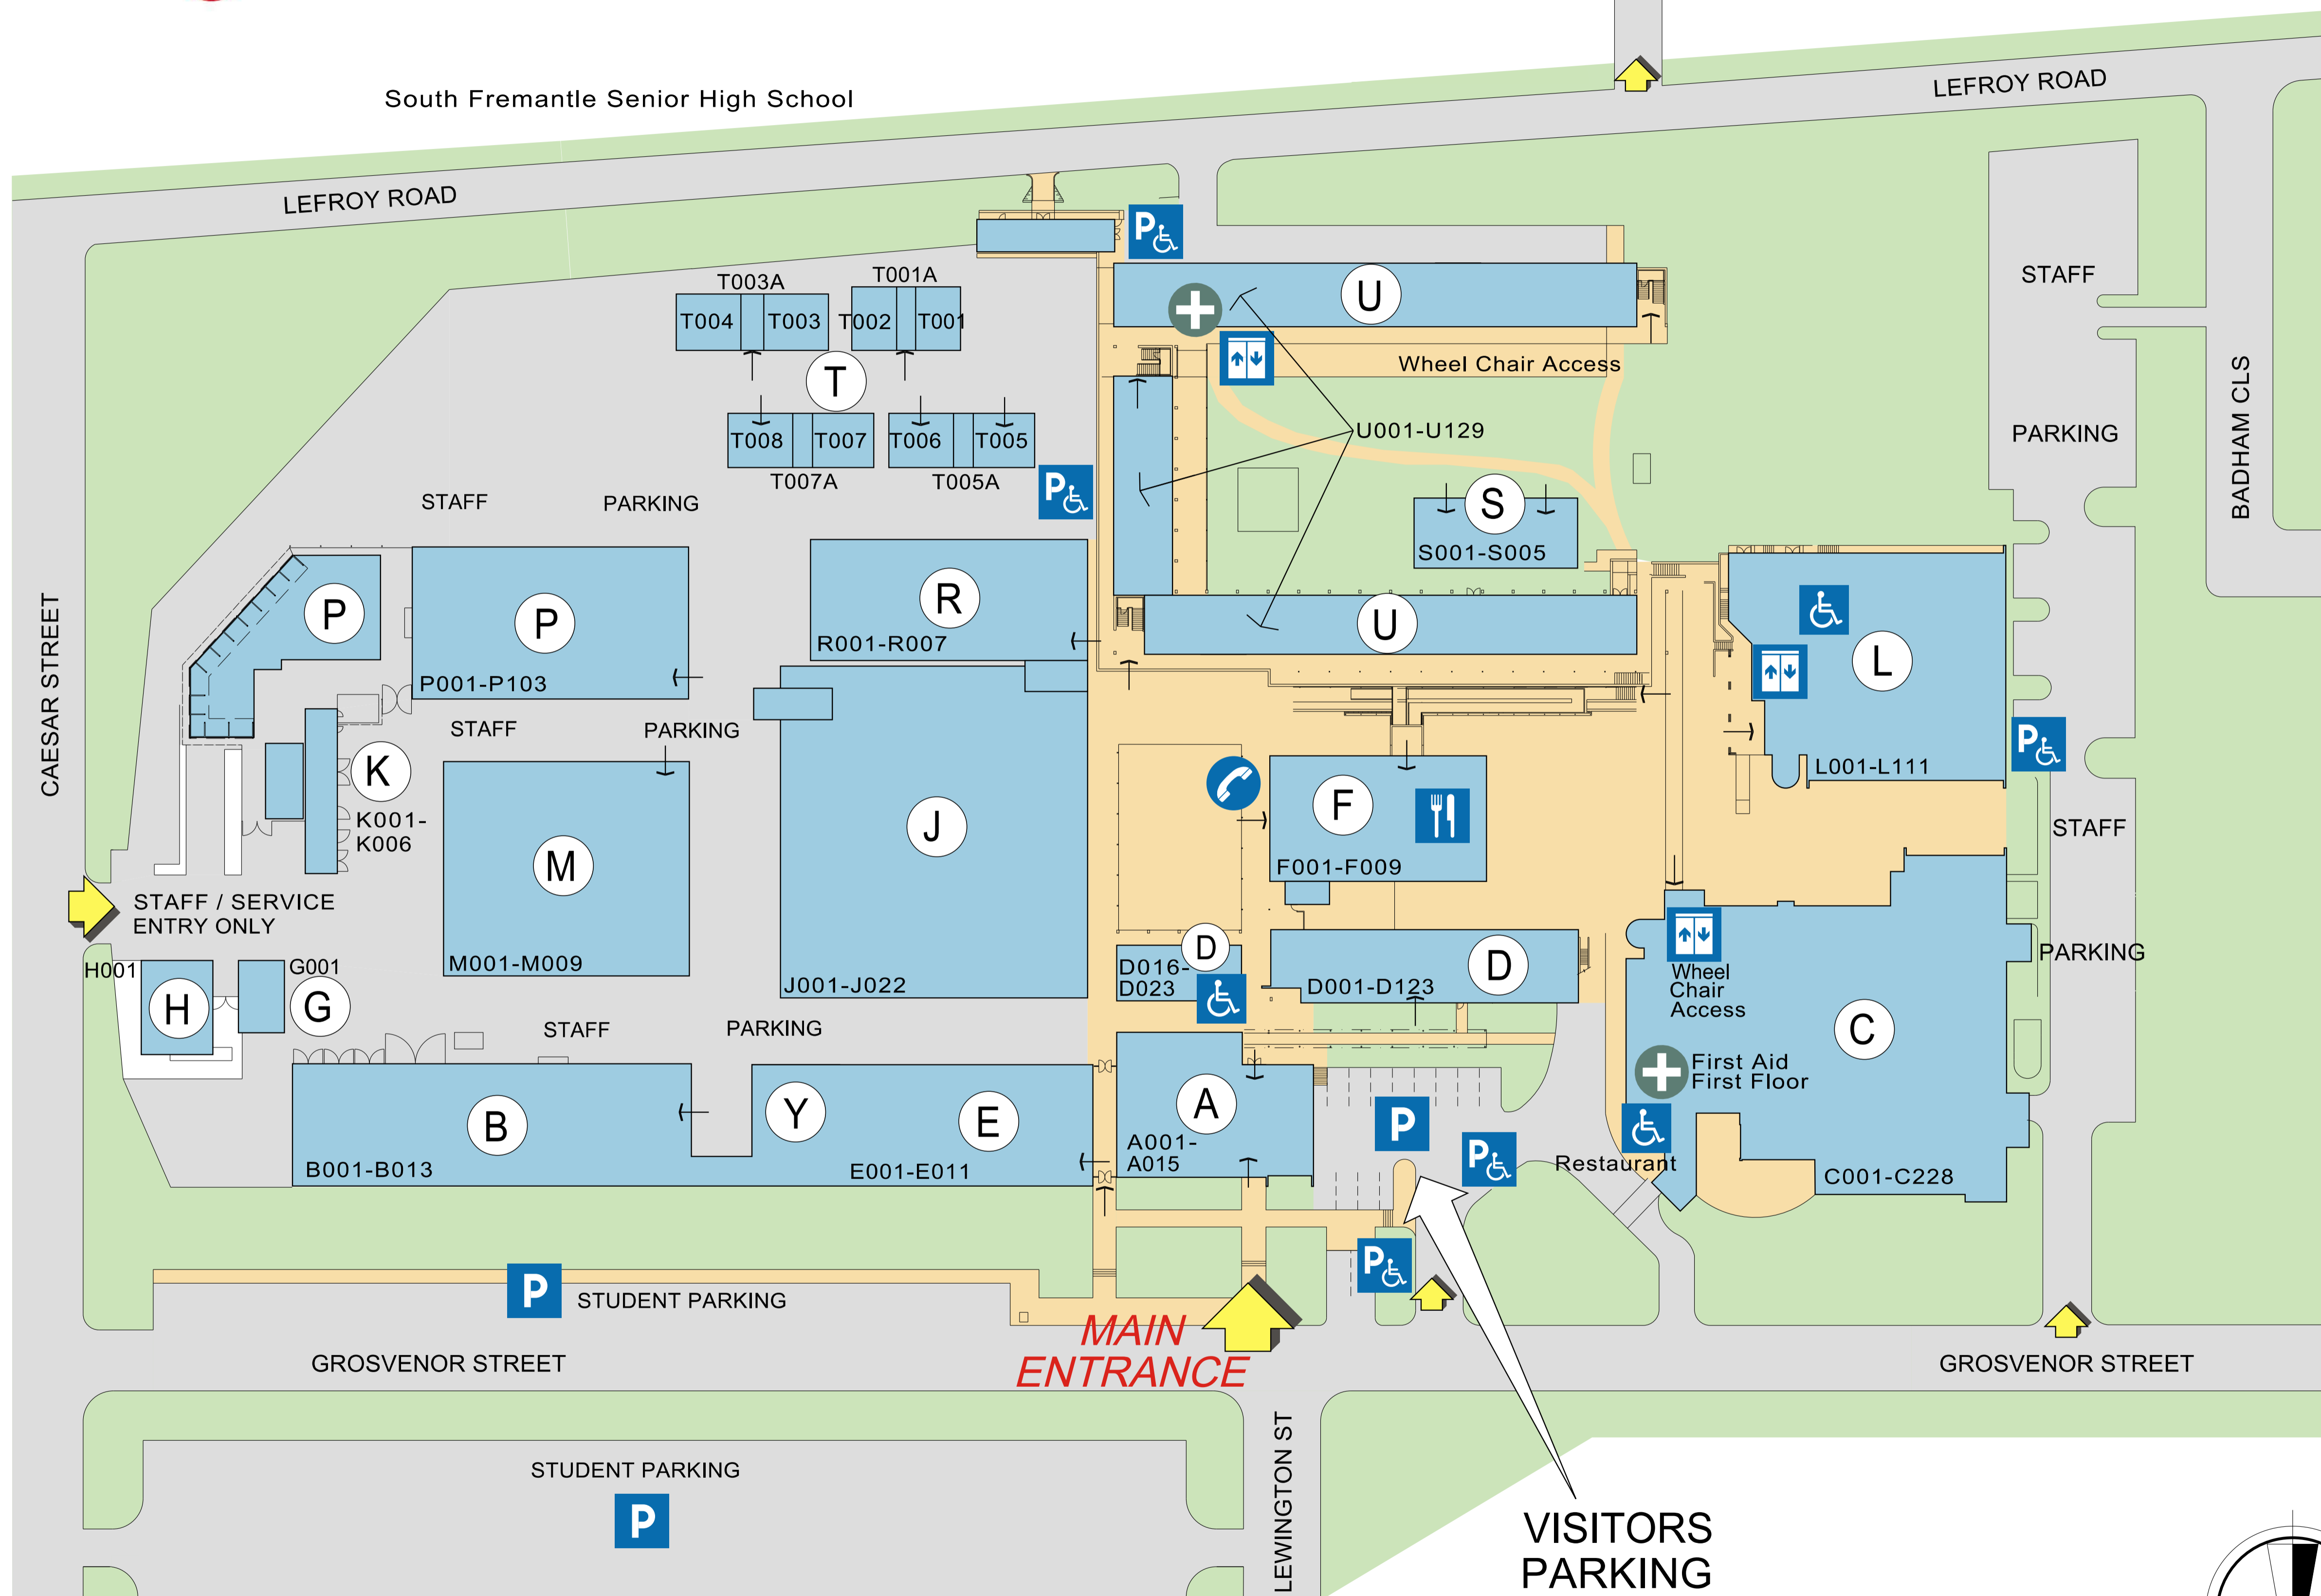 South Fremantle Senior High School
LEFROY ROAD
LEFROY ROAD
BADHAM CLS
CAESAR STREET
T003A
T001A
T004
T003
T002
T001
T
T008
T007
T006
T005
T007A
T005A
P
U
Wheel Chair Access
U001-U129
STAFF
PARKING
STAFF
PARKING
P
S
S001-S005
P
P
P001-P103
R
R001-R007
U
L
L001-L111
P
STAFF
PARKING
K
K001-
K006
M
M001-M009
J
J001-J022
F
F001-F009
STAFF
PARKING
STAFF / SERVICE
ENTRY ONLY
H001
H
G001
G
D
D016-
D023
D
D001-D123
Wheel
Chair
Access
C
First Aid
First Floor
Restaurant
C001-C228
STAFF
PARKING
B
B001-B013
Y
E
E001-E011
A
A001-
A015
P
P
P
P
STUDENT PARKING
MAIN
ENTRANCE
GROSVENOR STREET
GROSVENOR STREET
STUDENT PARKING
P
LEWINGTON ST
VISITORS
PARKING